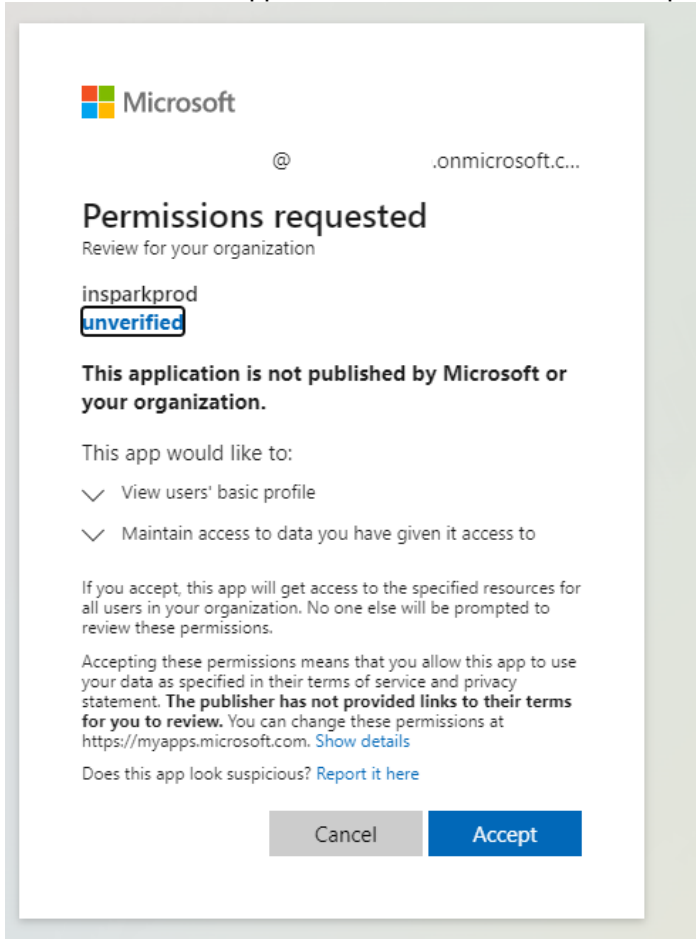 Microsoft
@ .onmicrosoft.c...
Permissions requested
Review for your organization
insparkprod
unverified
This application is not published by Microsoft or
your organization.
This app would like to:
View users' basic profile
Maintain access to data you have given it access to
If you accept, this app will get access to the specified resources for
all users in your organization. No one else will be prompted to
review these permissions.
Accepting these permissions means that you allow this app to use
your data as specified in their terms of service and privacy
statement. The publisher has not provided links to their terms
for you to review. You can change these permissions at
https://myapps.microsoft.com. Show details
Does this app look suspicious? Report it here
Cancel Accept